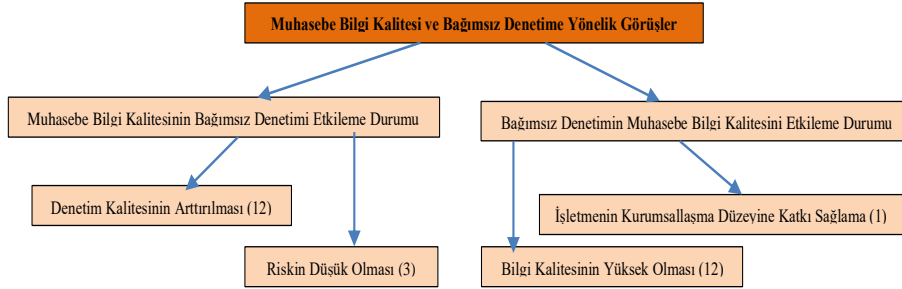 Muhasebe Bilgi Kalitesi ve Bağımsız Denetime Yönelik Görüşler
Muhasebe Bilgi Kalitesinin Bağımsız Denetimi Etkileme Durumu
Bağımsız Denetimin Muhasebe Bilgi Kalitesini Etkileme Durumu
Denetim Kalitesinin Arttırılması (12)
İşletmenin Kurumsallaşma Düzeyine Katkı Sağlama (1)
Riskin Düşük Olması (3)
Bilgi Kalitesinin Yüksek Olması (12)